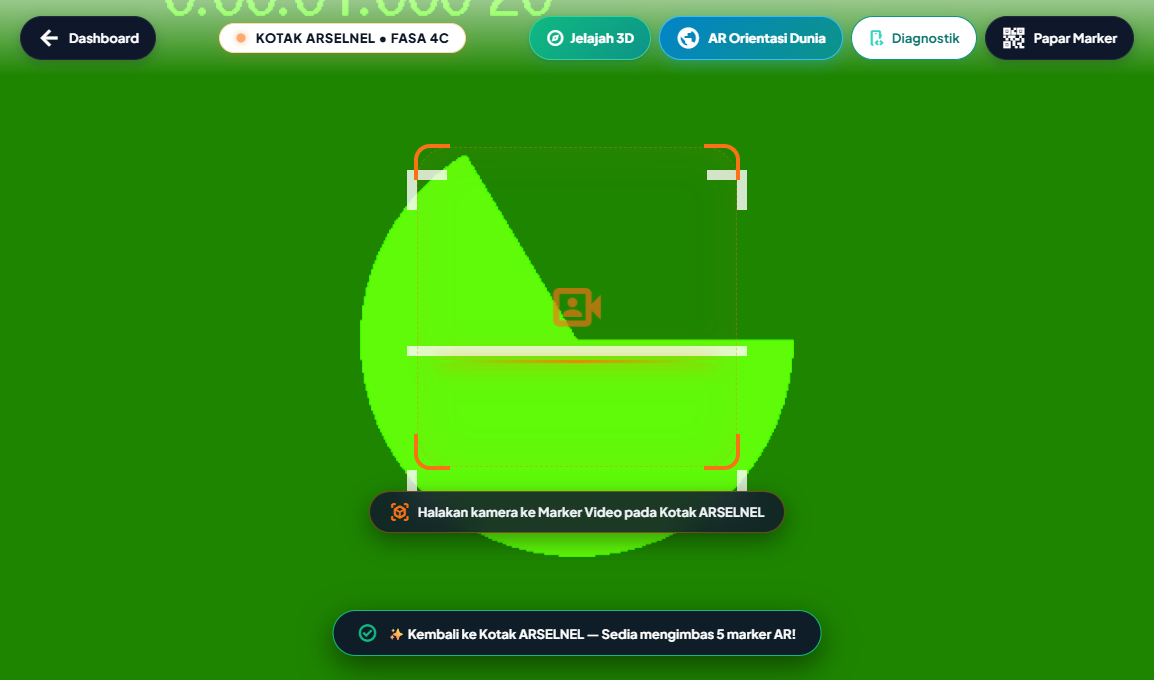 Dashboard
KOTAK ARSELNEL ● FASA 4C
Jelajah 3D
AR Orientasi Dunia
Diagnostik
Papar Marker
Halakan kamera ke Marker Video pada Kotak ARSELNEL
✨ Kembali ke Kotak ARSELNEL — Sedia mengimbas 5 marker AR!